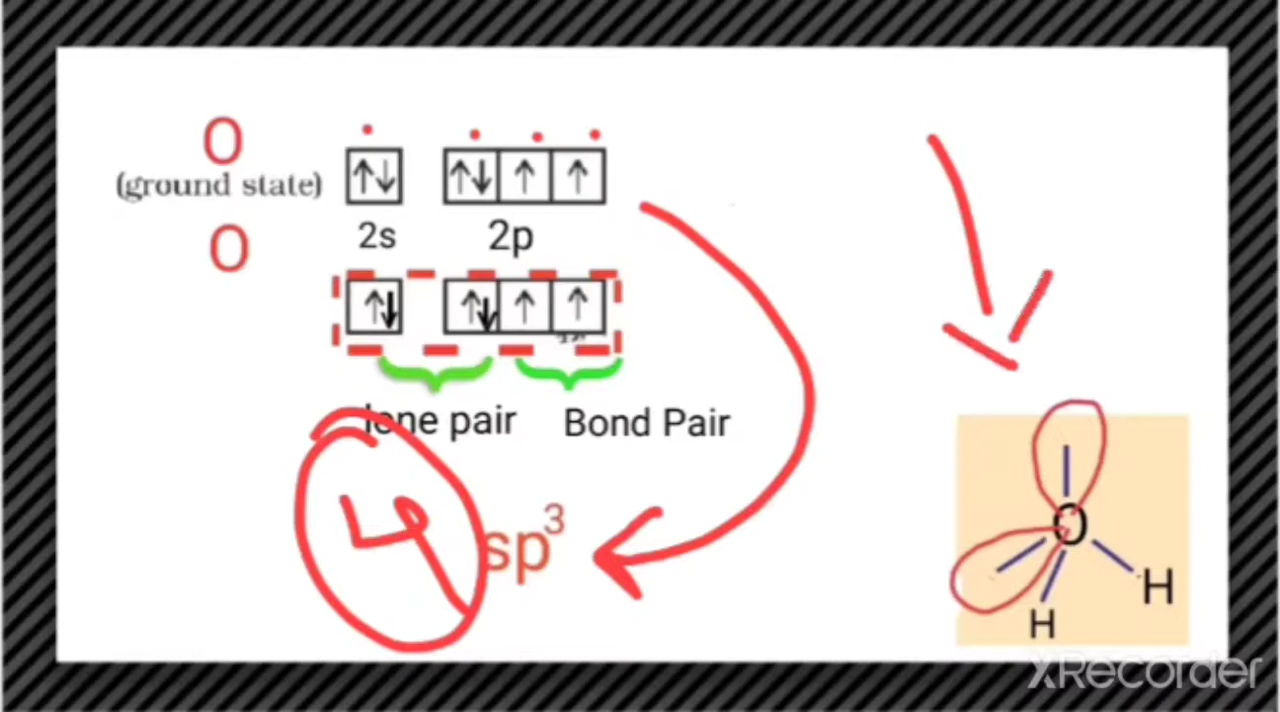 O
(ground state)
↑↓ ↑↓ ↑ ↑
2s 2p
O
↑↓ ↑↓ ↑ ↑
lone pair Bond Pair
4 sp³
O
H
H
XRecorder